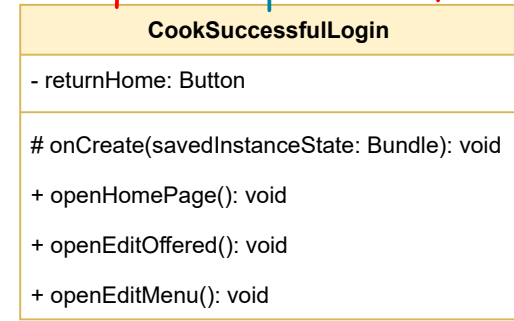 CookSuccessfulLogin
- returnHome: Button
# onCreate(savedInstanceState: Bundle): void
+ openHomePage(): void
+ openEditOffered(): void
+ openEditMenu(): void